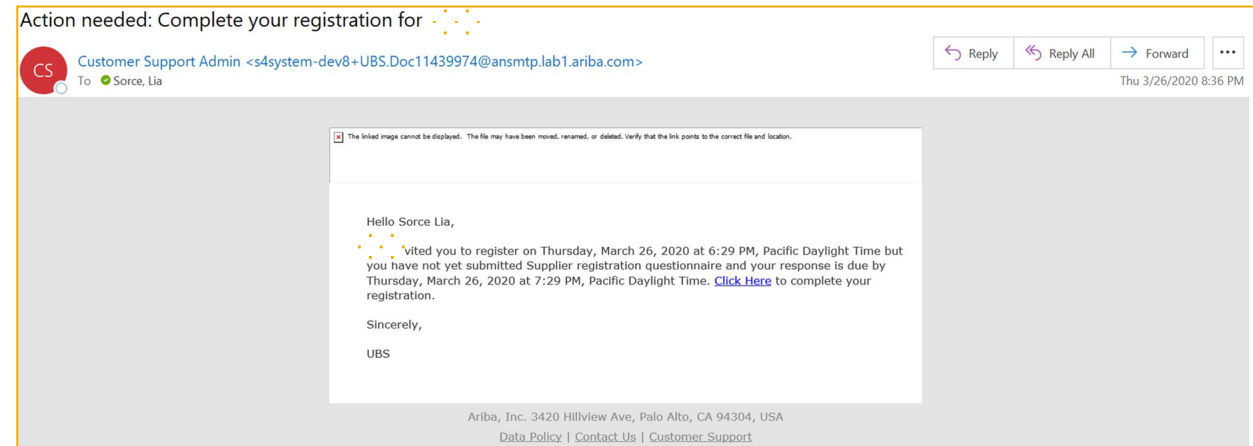 Action needed: Complete your registration for
Reply
Reply All
Forward
CS
Customer Support Admin <s4system-dev8+UBS.Doc11439974@ansmtp.lab1.ariba.com>
To Sorce, Lia
Thu 3/26/2020 8:36 PM
The linked image cannot be displayed. The file may have been moved, renamed, or deleted. Verify that the link points to the correct file and location.
Hello Sorce Lia,
vited you to register on Thursday, March 26, 2020 at 6:29 PM, Pacific Daylight Time but
you have not yet submitted Supplier registration questionnaire and your response is due by
Thursday, March 26, 2020 at 7:29 PM, Pacific Daylight Time. Click Here to complete your
registration.
Sincerely,
UBS
Ariba, Inc. 3420 Hillview Ave, Palo Alto, CA 94304, USA
Data Policy | Contact Us | Customer Support